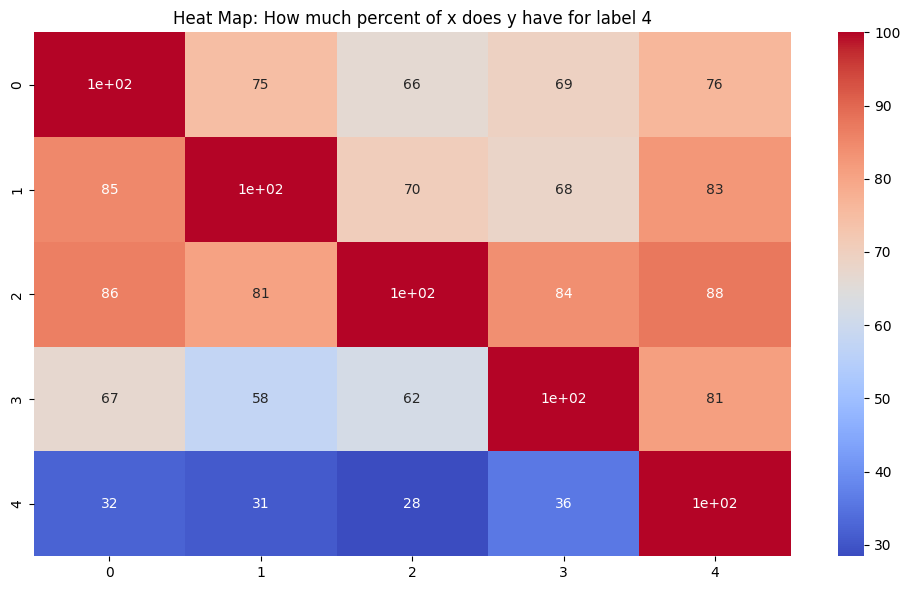 Heat Map: How much percent of x does y have for label 4
0 1e+02 75 66 69 76
1 85 1e+02 70 68 83
2 86 81 1e+02 84 88
3 67 58 62 1e+02 81
4 32 31 28 36 1e+02
0 1 2 3 4
100
90
80
70
60
50
40
30